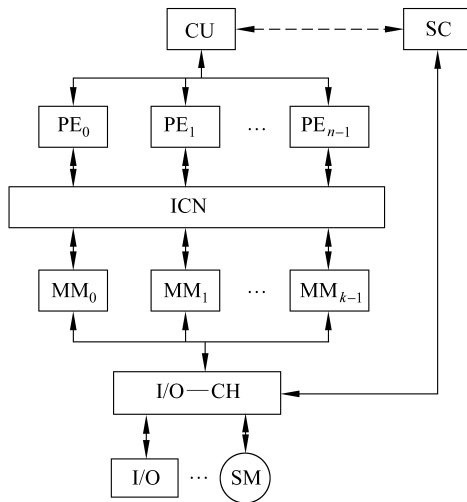 CU SC
PE₀ PE₁ ··· PEₙ₋₁
ICN
MM₀ MM₁ ··· MMₖ₋₁
I/O—CH
I/O ··· SM